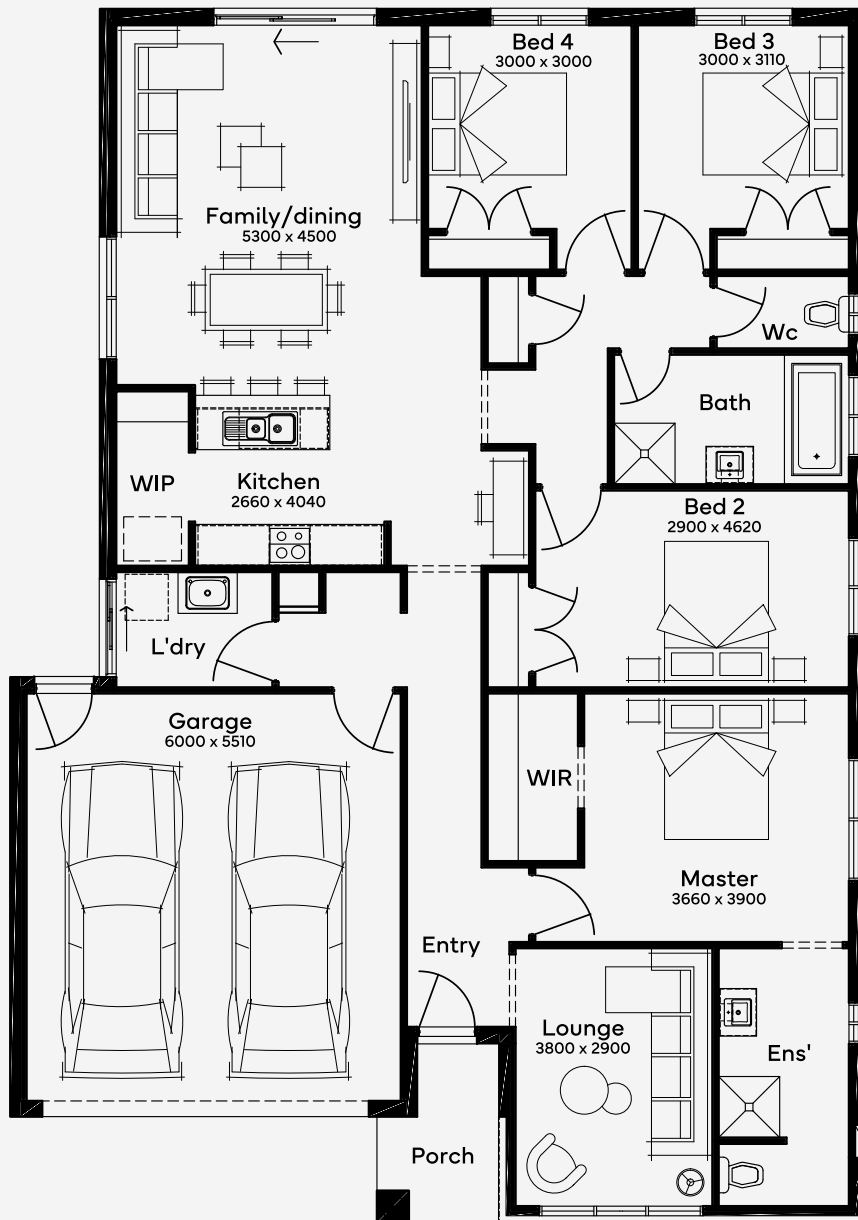 Bed 4
3000 x 3000
Bed 3
3000 x 3110
Family/dining
5300 x 4500
Wc
Bath
Kitchen
2660 x 4040
WIP
Bed 2
2900 x 4620
L'dry
Garage
6000 x 5510
WIR
Master
3660 x 3900
Entry
Lounge
3800 x 2900
Ens'
Porch